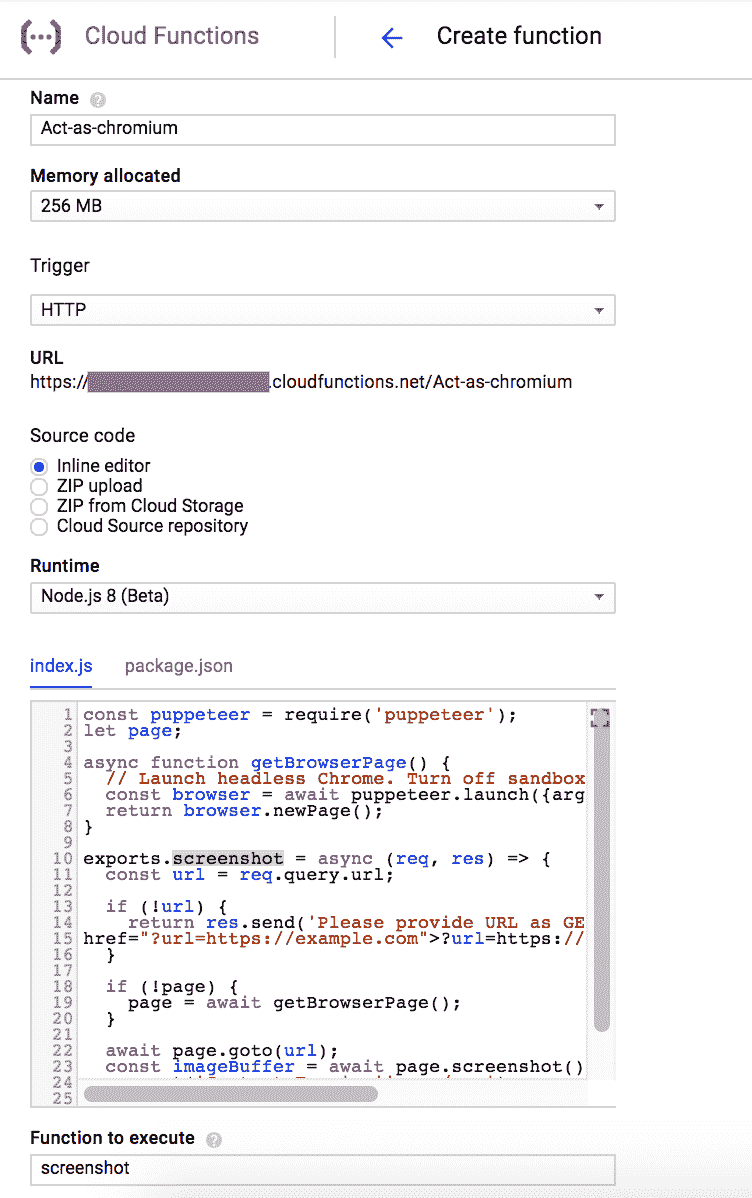 Cloud Functions
Create function
Name
Act-as-chromium
Memory allocated
256 MB
Trigger
HTTP
URL
https:// .cloudfunctions.net/Act-as-chromium
Source code
Inline editor
ZIP upload
ZIP from Cloud Storage
Cloud Source repository
Runtime
Node.js 8 (Beta)
index.js package.json
1 const puppeteer = require('puppeteer');
2 let page;
3
4 async function getBrowserPage() {
5 // Launch headless Chrome. Turn off sandbox
6 const browser = await puppeteer.launch({arg
7 return browser.newPage();
8 }
9
10 exports.screenshot = async (req, res) => {
11 const url = req.query.url;
12
13 if (!url) {
14 return res.send('Please provide URL as GE
15 href="?url=https://example.com">?url=https://
16 }
17
18 if (!page) {
19 page = await getBrowserPage();
20 }
21
22 await page.goto(url);
23 const imageBuffer = await page.screenshot()
24
25
Function to execute
screenshot